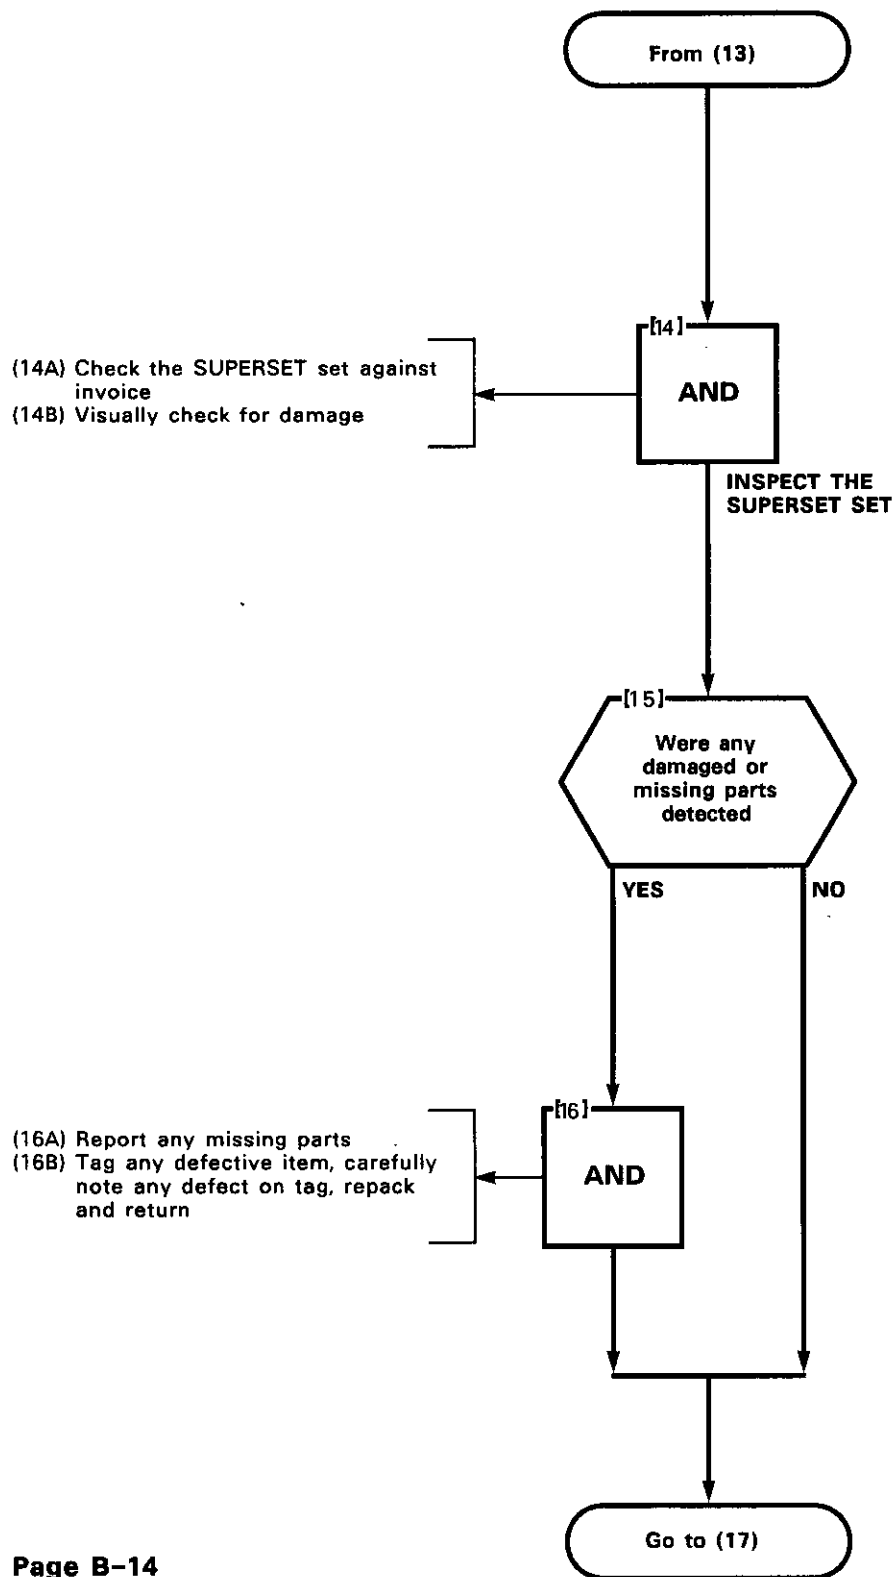 From (13)
[14]
AND
(14A) Check the SUPERSET set against
invoice
(14B) Visually check for damage
INSPECT THE
SUPERSET SET
[15]
Were any
damaged or
missing parts
detected
YES
NO
[16]
AND
(16A) Report any missing parts
(16B) Tag any defective item, carefully
note any defect on tag, repack
and return
Go to (17)
Page B-14